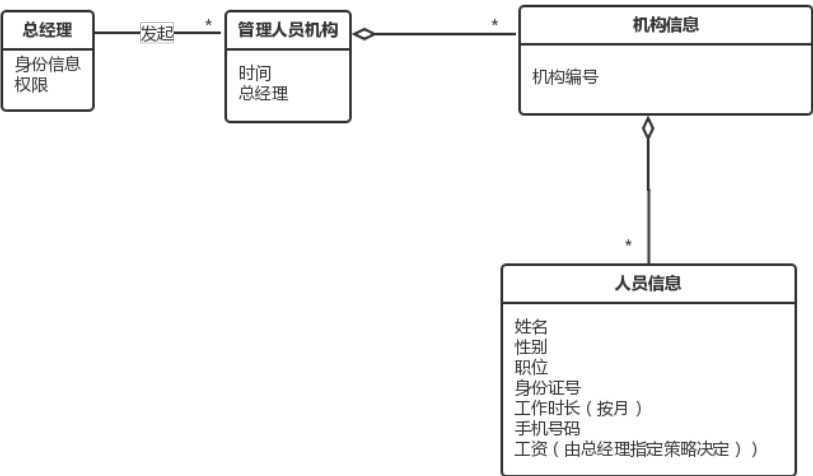 总经理
身份信息
权限
发起
*
管理人员机构
时间
总经理
*
机构信息
机构编号
*
人员信息
姓名
性别
职位
身份证号
工作时长（按月）
手机号码
工资（由总经理指定策略决定））